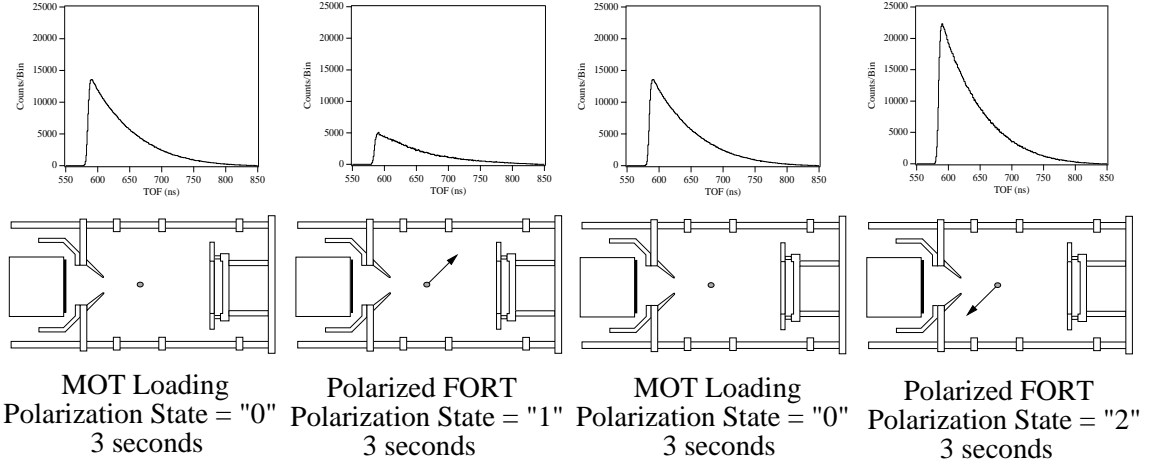 25000
20000
15000
10000
5000
0
Counts/Bin
550 600 650 700 750 800 850
TOF (ns)
25000
20000
15000
10000
5000
0
Counts/Bin
550 600 650 700 750 800 850
TOF (ns)
25000
20000
15000
10000
5000
0
Counts/Bin
550 600 650 700 750 800 850
TOF (ns)
25000
20000
15000
10000
5000
0
Counts/Bin
550 600 650 700 750 800 850
TOF (ns)
MOT Loading
Polarization State = "0"
3 seconds
Polarized FORT
Polarization State = "1"
3 seconds
MOT Loading
Polarization State = "0"
3 seconds
Polarized FORT
Polarization State = "2"
3 seconds